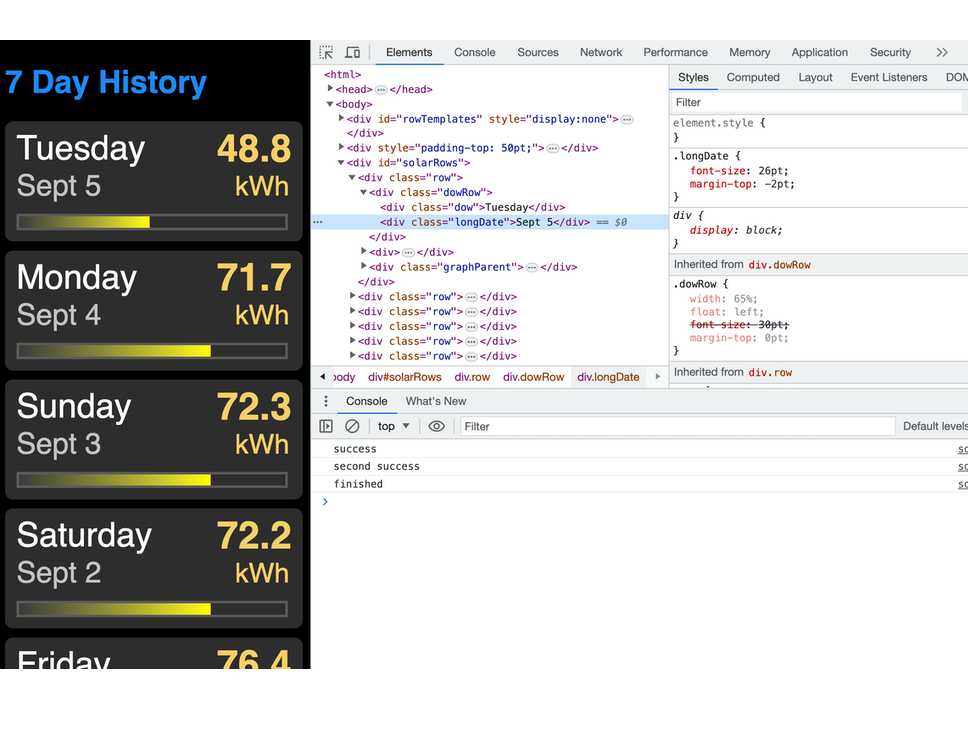 7 Day History
Tuesday 48.8
Sept 5 kWh
Monday 71.7
Sept 4 kWh
Sunday 72.3
Sept 3 kWh
Saturday 72.2
Sept 2 kWh
Friday 76.4
Elements Console Sources Network Performance Memory Application Security
<html>
<head> … </head>
<body>
<div id="rowTemplates" style="display:none"> …
</div>
<div style="padding-top: 50pt;"> … </div>
<div id="solarRows">
<div class="row">
<div class="dowRow">
<div class="dow">Tuesday</div>
… <div class="longDate">Sept 5</div> == $0
</div>
<div> … </div>
<div class="graphParent"> … </div>
</div>
<div class="row"> … </div>
<div class="row"> … </div>
<div class="row"> … </div>
<div class="row"> … </div>
<div class="row"> … </div>
body div#solarRows div.row div.dowRow div.longDate
Styles Computed Layout Event Listeners DOM
Filter
element.style {
}
.longDate {
font-size: 26pt;
margin-top: -2pt;
}
div {
display: block;
}
Inherited from div.dowRow
.dowRow {
width: 65%;
float: left;
font-size: 30pt;
margin-top: 0pt;
}
Inherited from div.row
Console What's New
top Filter Default levels
success sc
second success sc
finished sc